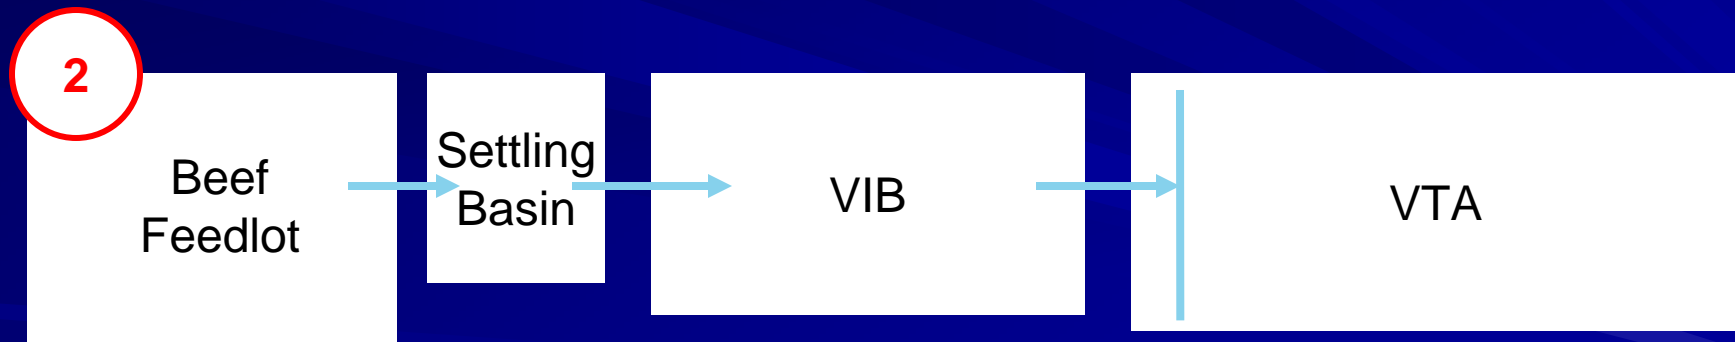 2
Beef
Feedlot
Settling
Basin
VIB
VTA